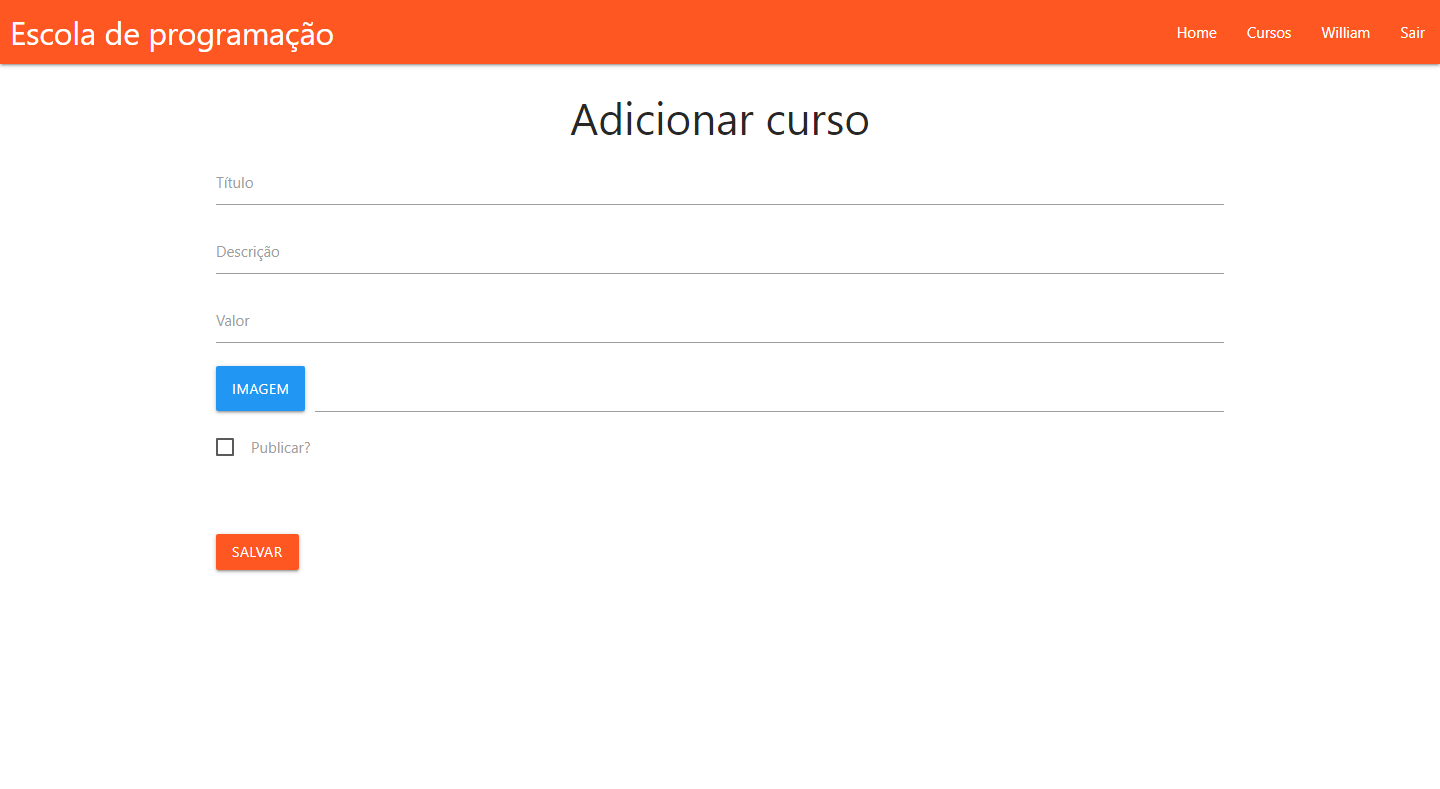 Escola de programação
Home Cursos William Sair
Adicionar curso
Título
Descrição
Valor
IMAGEM
Publicar?
SALVAR